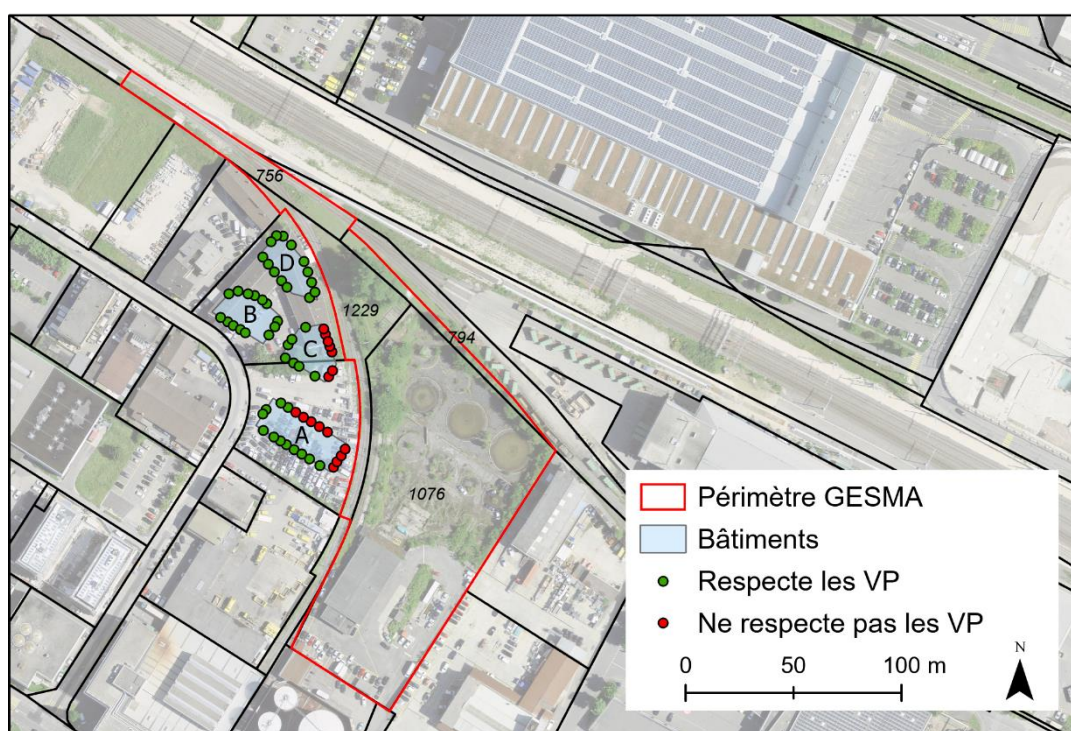 756
D
1229
B
C
794
A
1076
Périmètre GESMA
Bâtiments
Respecte les VP
Ne respecte pas les VP
0 50 100 m
N